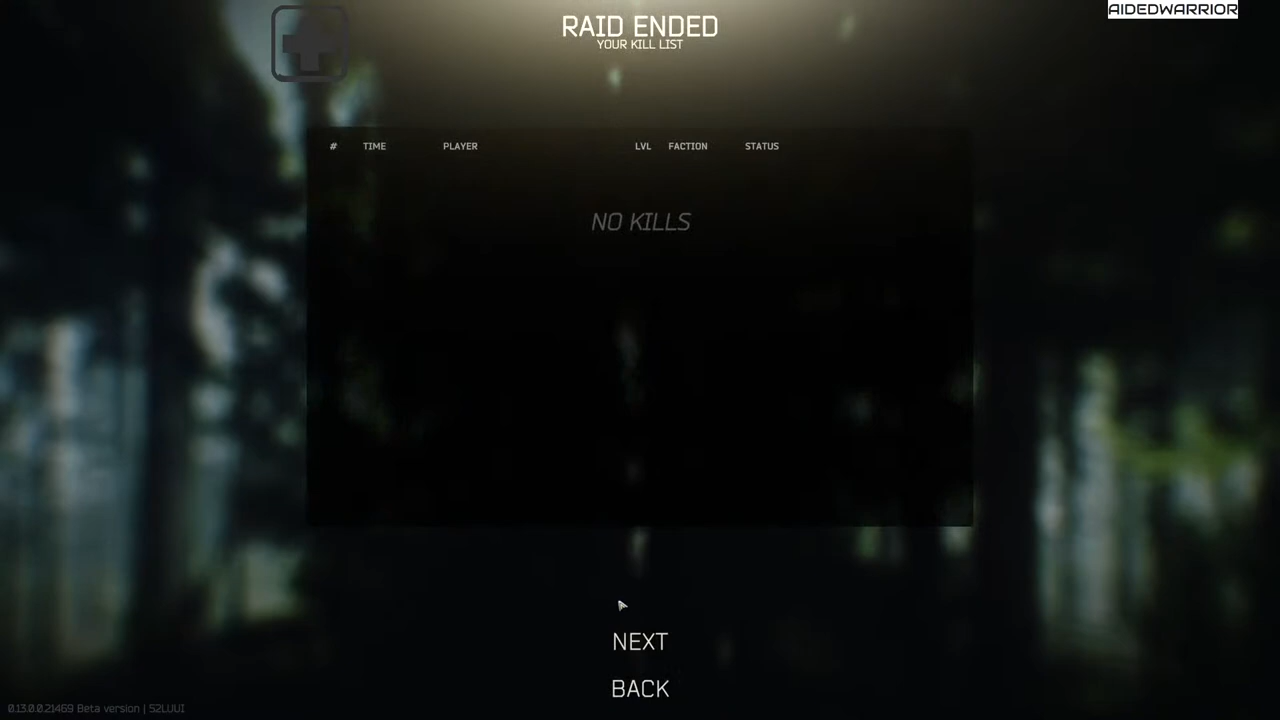 AIDEDWARRIOR
RAID ENDED
YOUR KILL LIST
# TIME PLAYER LVL FACTION STATUS
NO KILLS
NEXT
BACK
0.13.0.0.21469 Beta version | S2LUUI